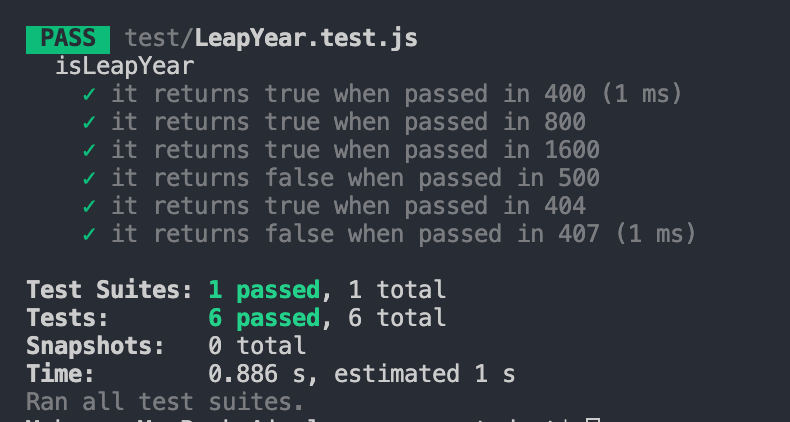 PASS test/LeapYear.test.js
isLeapYear
✓ it returns true when passed in 400 (1 ms)
✓ it returns true when passed in 800
✓ it returns true when passed in 1600
✓ it returns false when passed in 500
✓ it returns true when passed in 404
✓ it returns false when passed in 407 (1 ms)
Test Suites: 1 passed, 1 total
Tests: 6 passed, 6 total
Snapshots: 0 total
Time: 0.886 s, estimated 1 s
Ran all test suites.